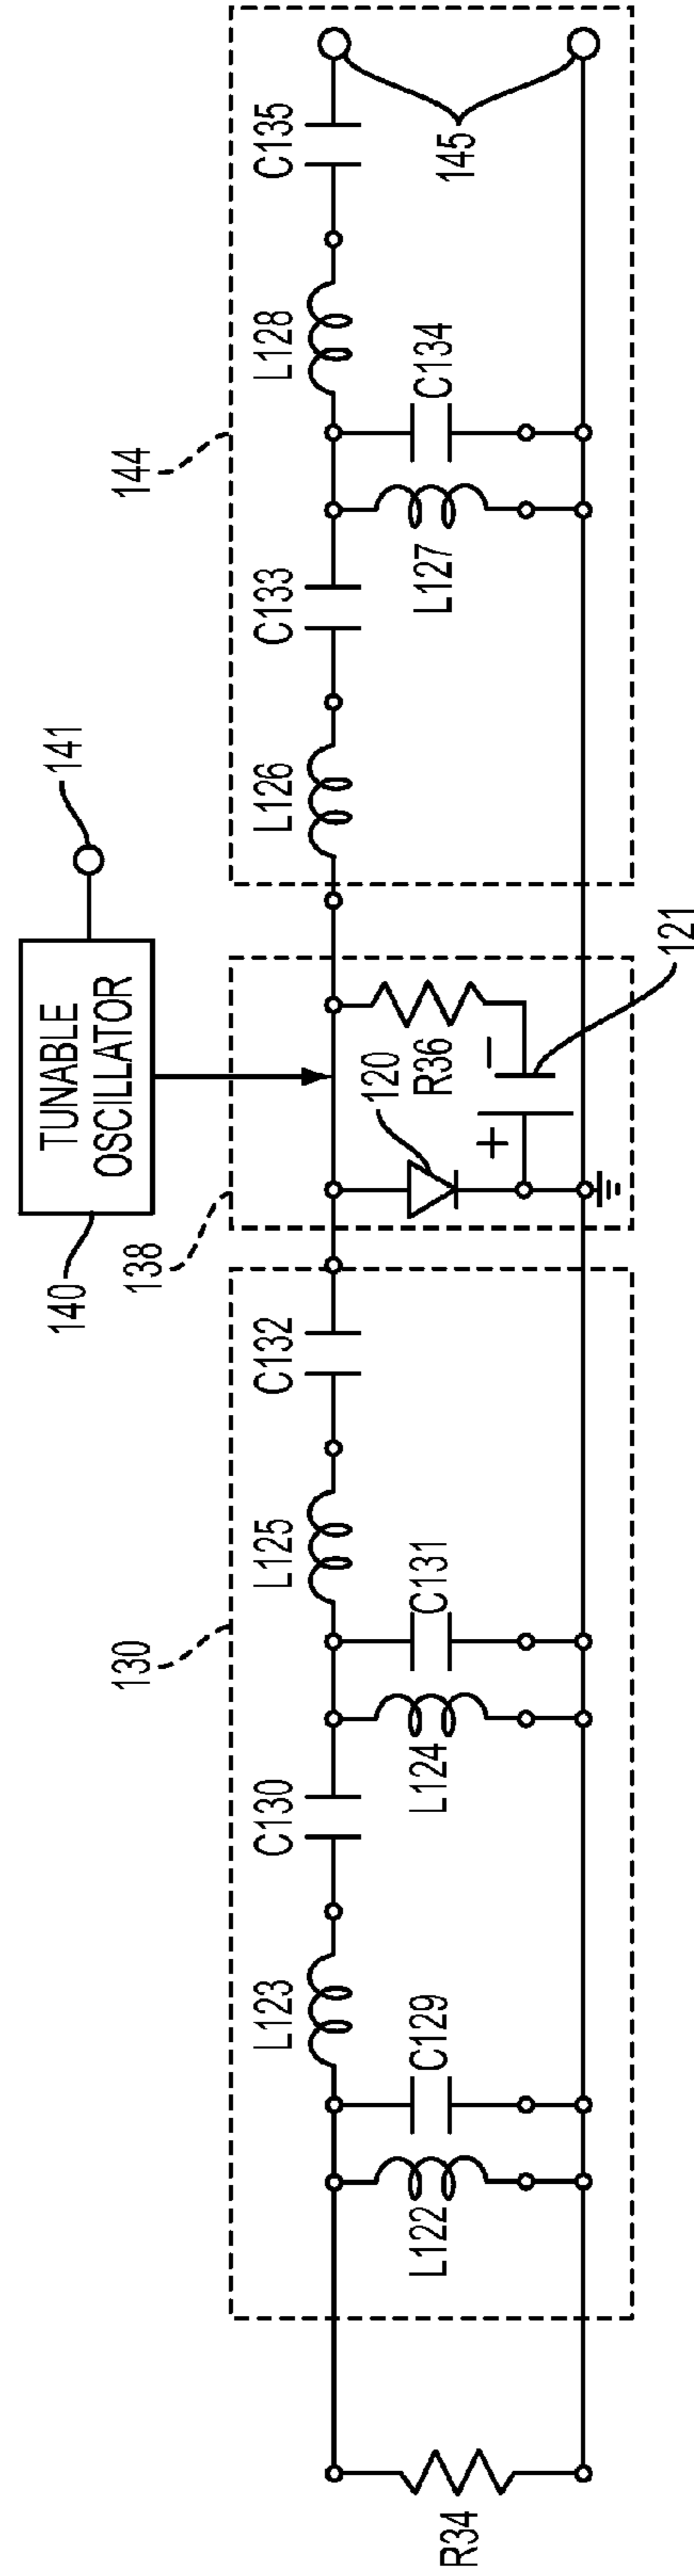 TUNABLE
OSCILLATOR
141
140
138
144
130
C135
L128
C133
L126
C132
L125
C130
L123
145
C134
L127
121
R36
120
−
+
C131
L124
C129
L122
R34